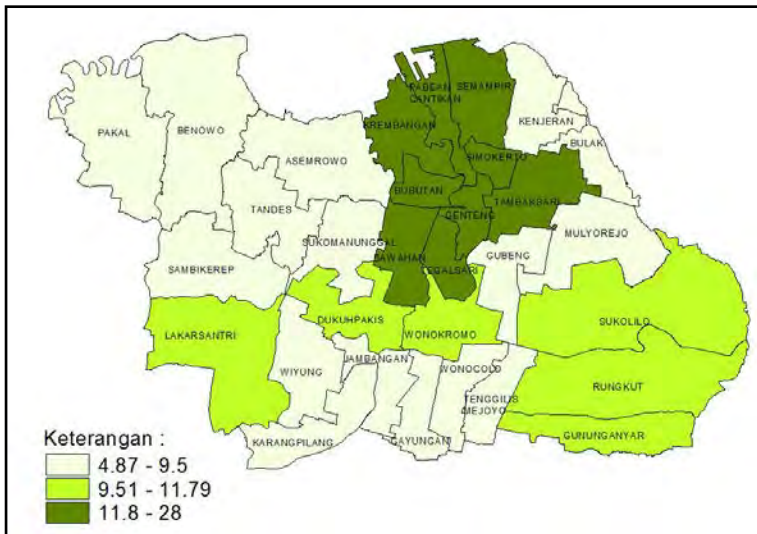 PABEAN
CANTIKAN
SEMAMPIR
KENJERAN
KREMBANGAN
PAKAL
BENOWO
BULAK
ASEMROWO
SIMOKERTO
BUBUTAN
TAMBAKSARI
TANDES
GENTENG
MULYOREJO
SUKOMANUNGGAL
SAWAHAN
GUBENG
TEGALSARI
SAMBIKEREP
DUKUHPAKIS
SUKOLILO
LAKARSANTRI
WONOKROMO
WIYUNG
JAMBANGAN
WONOCOLO
RUNGKUT
TENGGILIS
MEJOYO
KARANGPILANG
GAYUNGAN
GUNUNGANYAR
Keterangan :
4.87 - 9.5
9.51 - 11.79
11.8 - 28